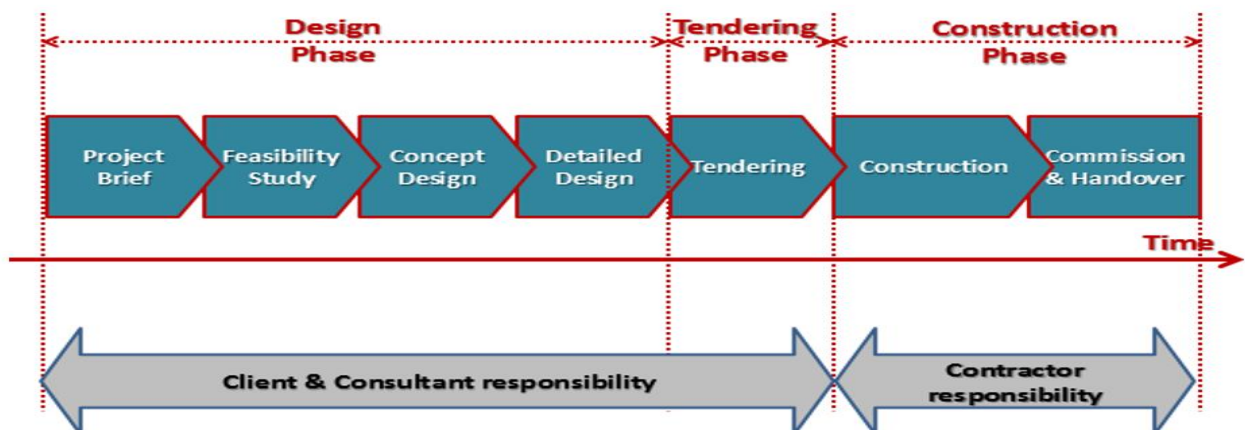 Design
Phase
Tendering
Phase
Construction
Phase
Project
Brief
Feasibility
Study
Concept
Design
Detailed
Design
Tendering
Construction
Commission
& Handover
Time
Client & Consultant responsibility
Contractor
responsibility